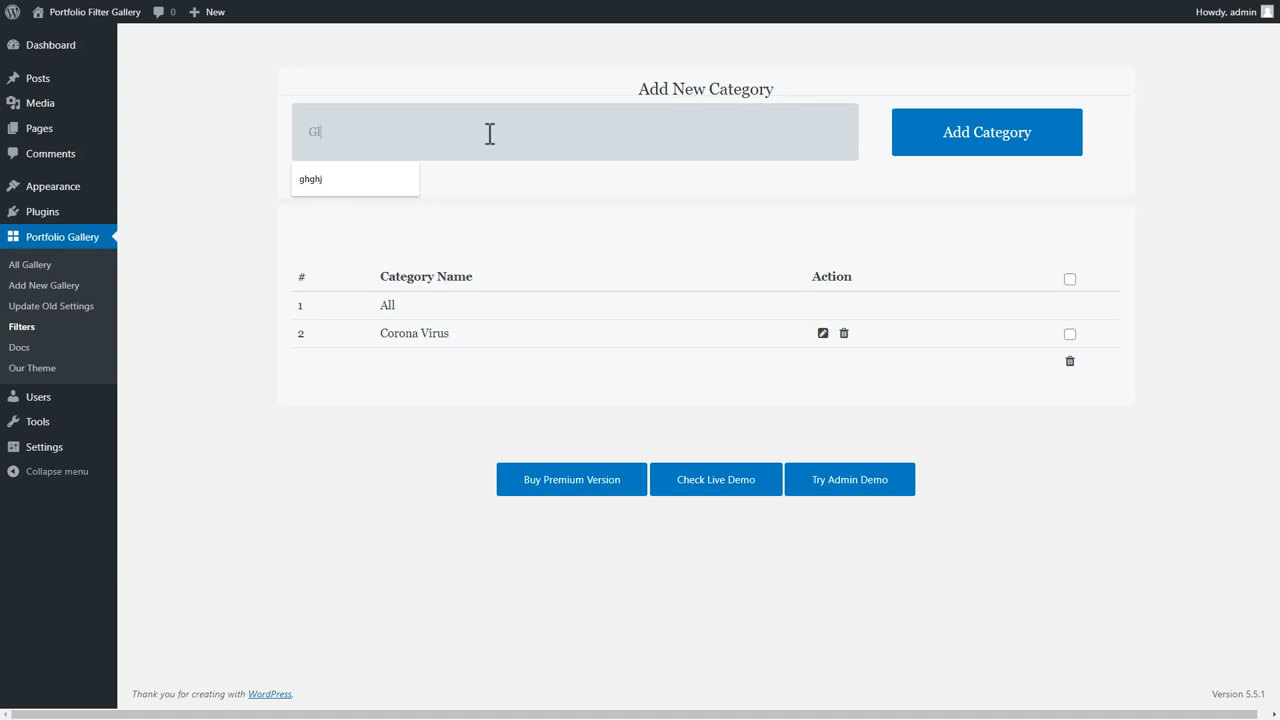 Portfolio Filter Gallery
0
New
Howdy, admin
Dashboard
Posts
Media
Pages
Comments
Appearance
Plugins
Portfolio Gallery
All Gallery
Add New Gallery
Update Old Settings
Filters
Docs
Our Theme
Users
Tools
Settings
Collapse menu
Add New Category
Gl
Add Category
ghghj
# Category Name Action
1 All
2 Corona Virus
Buy Premium Version Check Live Demo Try Admin Demo
Thank you for creating with WordPress.
Version 5.5.1